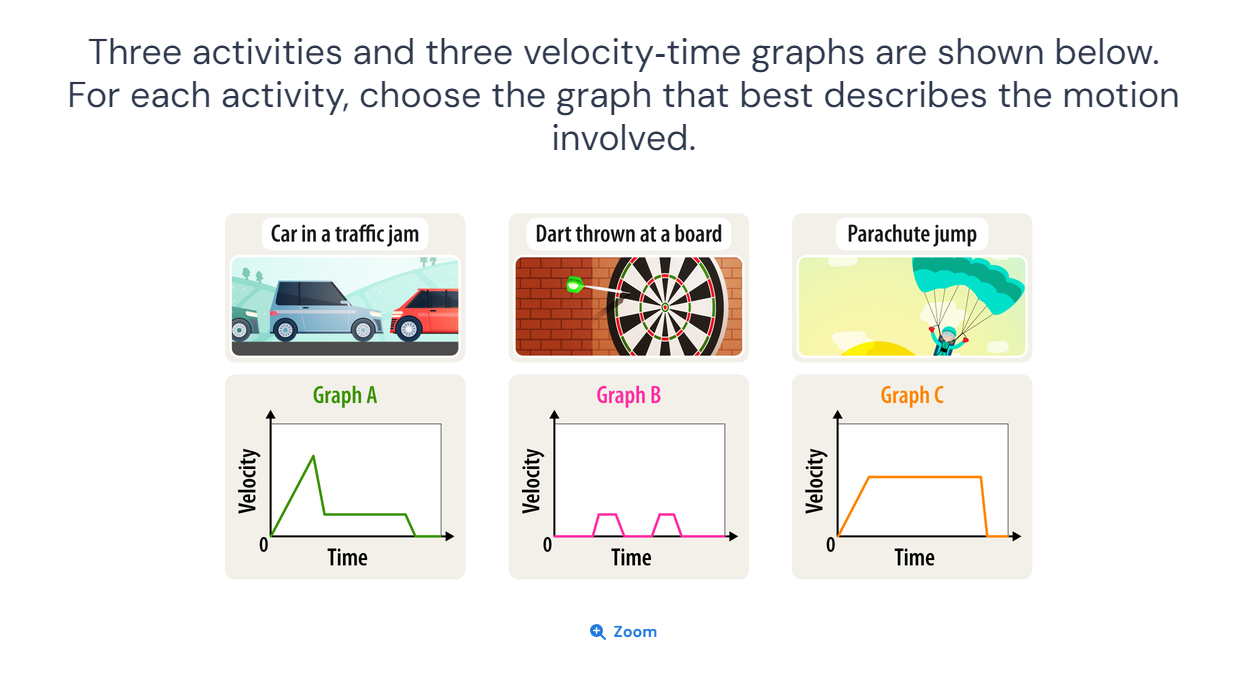 Three activities and three velocity-time graphs are shown below.
For each activity, choose the graph that best describes the motion
involved.
Car in a traffic jam
Dart thrown at a board
Parachute jump
Graph A
Velocity
0
Time
Graph B
Velocity
0
Time
Graph C
Velocity
0
Time
Zoom